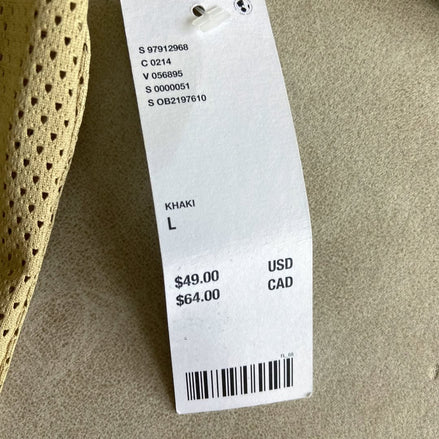 S 97912968
C 0214
V 056895
S 0000051
S OB2197610
KHAKI
L
$49.00 USD
$64.00 CAD